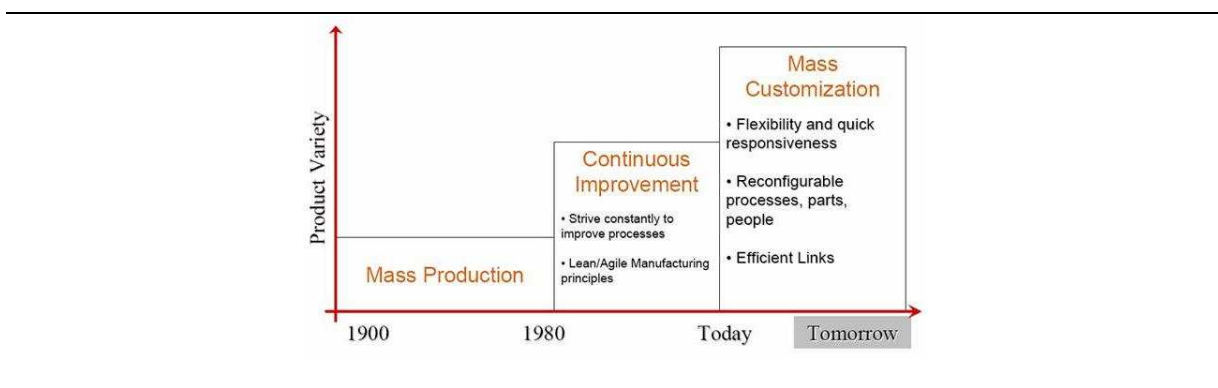 Product Variety
Mass Production
Continuous
Improvement
• Strive constantly to
improve processes
• Lean/Agile Manufacturing
principles
Mass
Customization
• Flexibility and quick
responsiveness
• Reconfigurable
processes, parts,
people
• Efficient Links
1900
1980
Today
Tomorrow